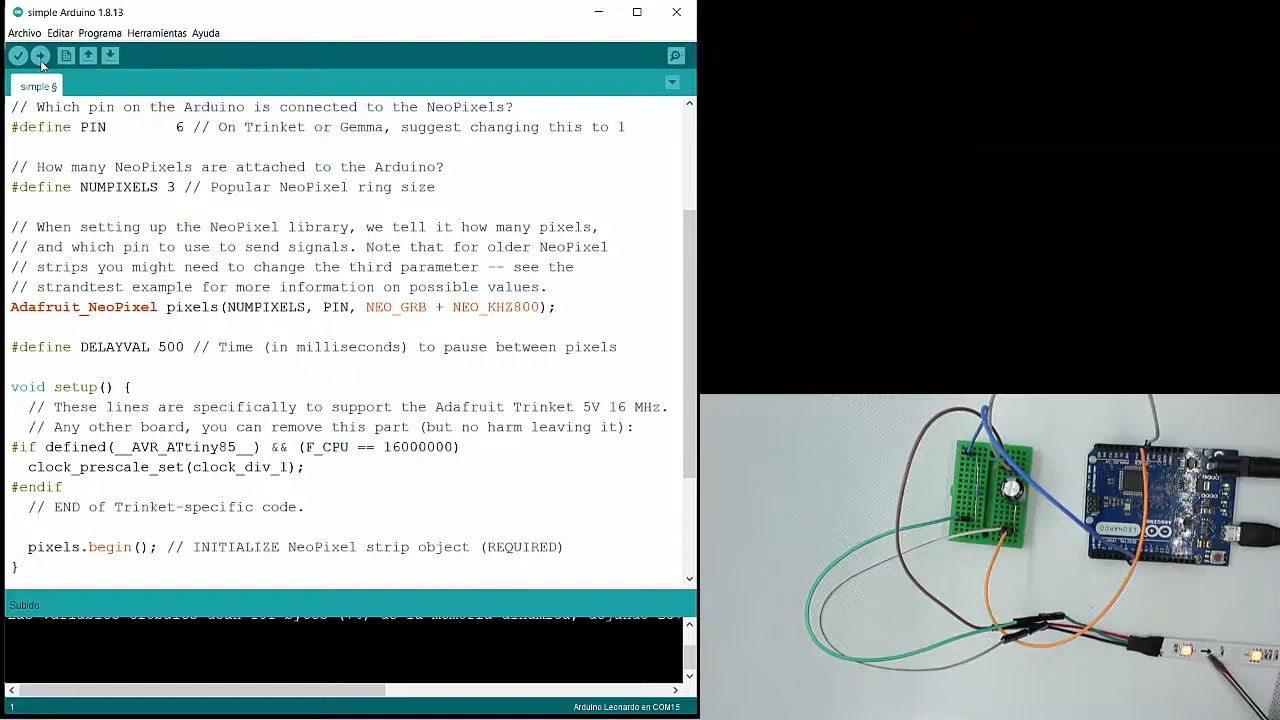 simple Arduino 1.8.13
Archivo Editar Programa Herramientas Ayuda
simple §
// Which pin on the Arduino is connected to the NeoPixels?
#define PIN        6 // On Trinket or Gemma, suggest changing this to 1
// How many NeoPixels are attached to the Arduino?
#define NUMPIXELS 3 // Popular NeoPixel ring size
// When setting up the NeoPixel library, we tell it how many pixels,
// and which pin to use to send signals. Note that for older NeoPixel
// strips you might need to change the third parameter -- see the
// strandtest example for more information on possible values.
Adafruit_NeoPixel pixels(NUMPIXELS, PIN, NEO_GRB + NEO_KHZ800);
#define DELAYVAL 500 // Time (in milliseconds) to pause between pixels
void setup() {
  // These lines are specifically to support the Adafruit Trinket 5V 16 MHz.
  // Any other board, you can remove this part (but no harm leaving it):
#if defined(__AVR_ATtiny85__) && (F_CPU == 16000000)
  clock_prescale_set(clock_div_1);
#endif
  // END of Trinket-specific code.
  pixels.begin(); // INITIALIZE NeoPixel strip object (REQUIRED)
}
Subido
1
Arduino Leonardo en COM15
LEONARDO
ARDUINO